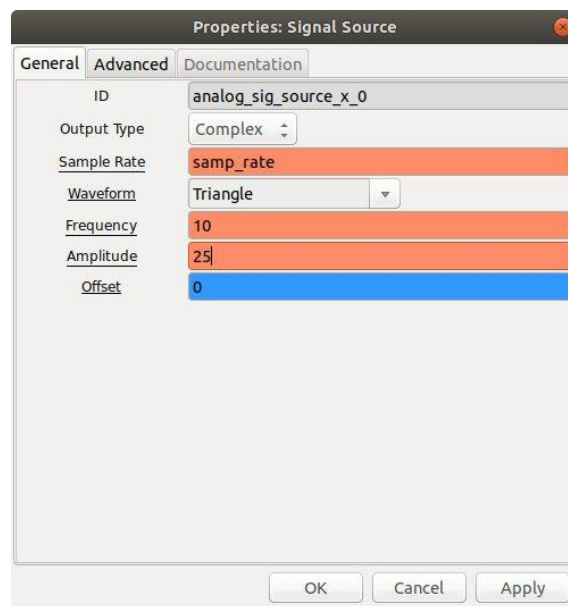 Properties: Signal Source
General Advanced Documentation
ID analog_sig_source_x_0
Output Type Complex
Sample Rate samp_rate
Waveform Triangle
Frequency 10
Amplitude 25
Offset 0
OK Cancel Apply